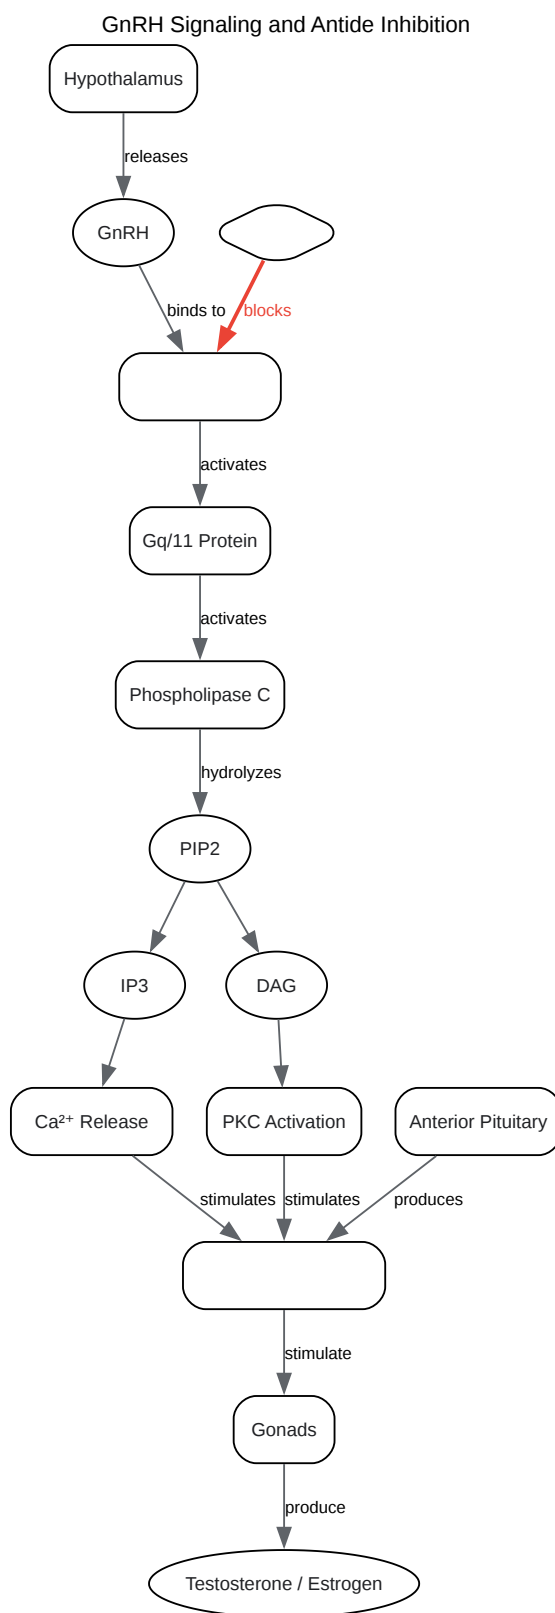 GnRH Signaling and Antide Inhibition
Hypothalamus
releases
GnRH
binds to
blocks
activates
Gq/11 Protein
activates
Phospholipase C
hydrolyzes
PIP2
IP3
DAG
Ca²⁺ Release
PKC Activation
Anterior Pituitary
stimulates
stimulates
produces
stimulate
Gonads
produce
Testosterone / Estrogen